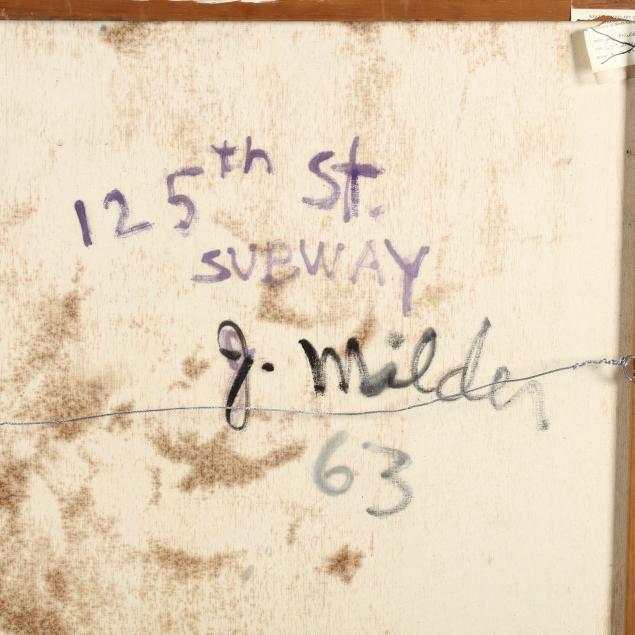 125th St.
SUBWAY
J. Milder
63